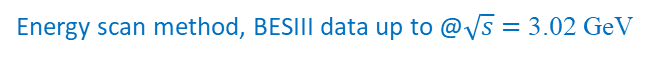 Energy scan method, BESIII data up to @√s = 3.02 GeV